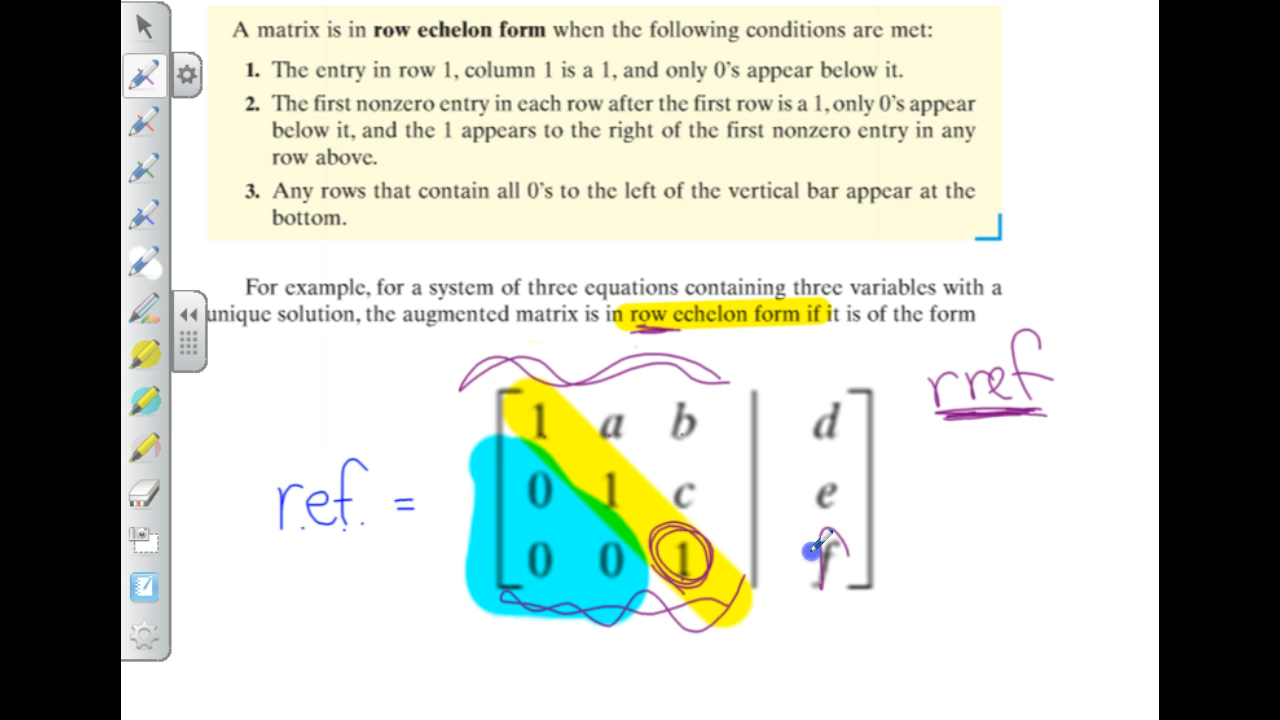 A matrix is in row echelon form when the following conditions are met:
1. The entry in row 1, column 1 is a 1, and only 0's appear below it.
2. The first nonzero entry in each row after the first row is a 1, only 0's appear
below it, and the 1 appears to the right of the first nonzero entry in any
row above.
3. Any rows that contain all 0's to the left of the vertical bar appear at the
bottom.
For example, for a system of three equations containing three variables with a
unique solution, the augmented matrix is in row echelon form if it is of the form
rref
r.e.f. =
1 a b | d
0 1 c | e
0 0 1 | f